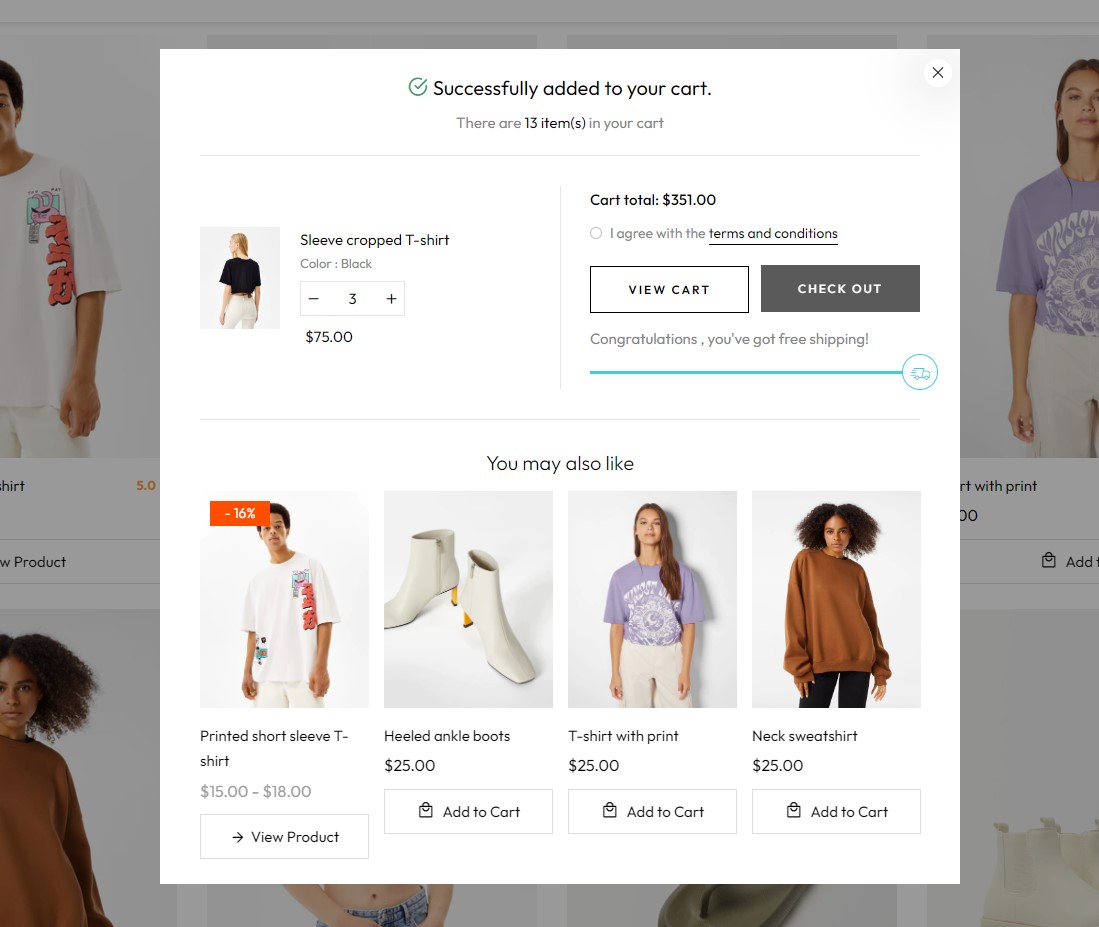 Successfully added to your cart.
There are 13 item(s) in your cart
Sleeve cropped T-shirt
Color : Black
− 3 +
$75.00
Cart total: $351.00
I agree with the terms and conditions
VIEW CART CHECK OUT
Congratulations , you've got free shipping!
You may also like
- 16%
Printed short sleeve T-
shirt
$15.00 - $18.00
→ View Product
Heeled ankle boots
$25.00
Add to Cart
T-shirt with print
$25.00
Add to Cart
Neck sweatshirt
$25.00
Add to Cart
5.0
Product
with print
Add